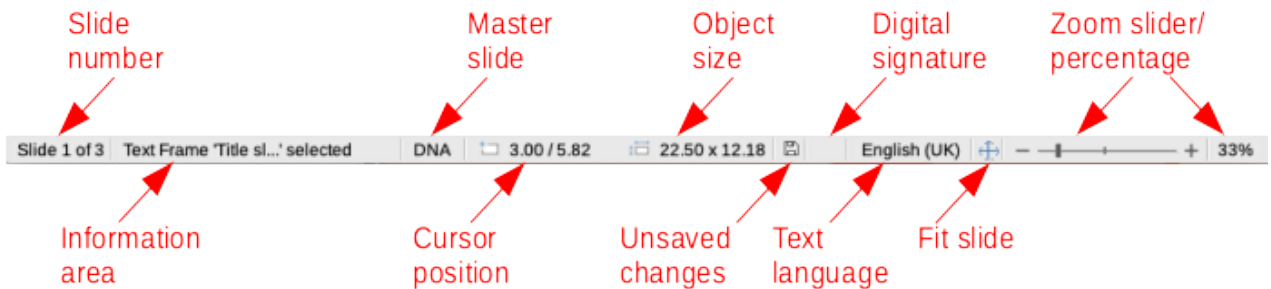 Slide
number
Master
slide
Object
size
Digital
signature
Zoom slider/
percentage
Slide 1 of 3 Text Frame 'Title sl...' selected DNA 3.00 / 5.82 22.50 x 12.18 English (UK) − + 33%
Information
area
Cursor
position
Unsaved
changes
Text
language
Fit slide